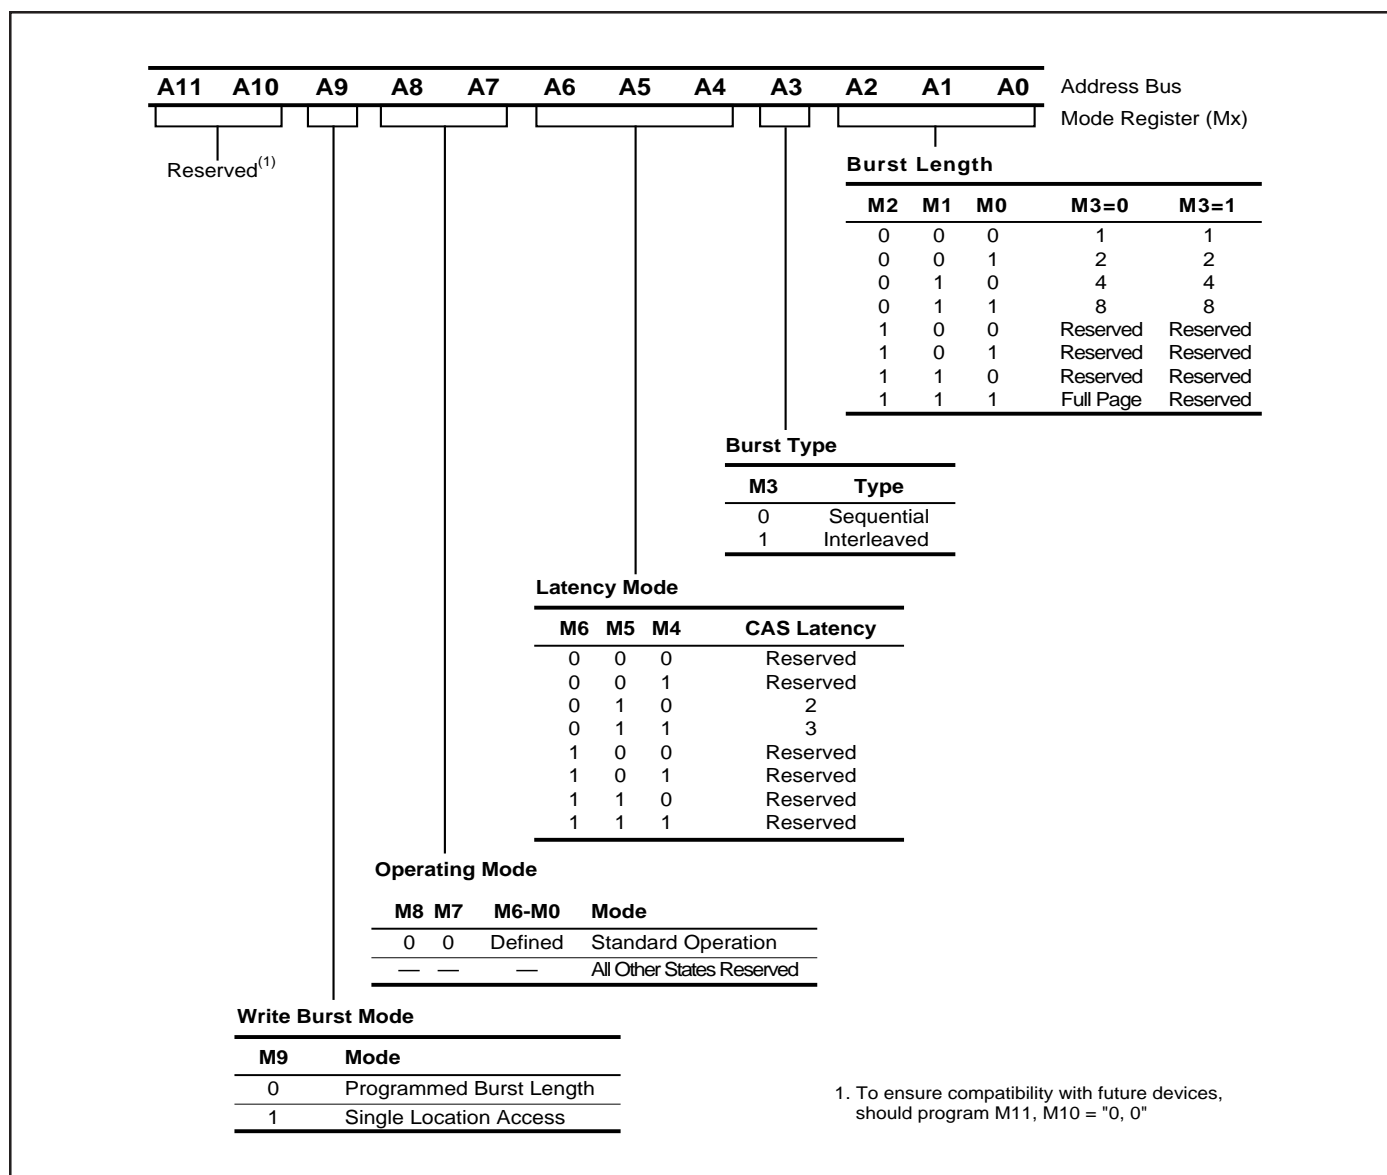 A11 A10 A9 A8 A7 A6 A5 A4 A3 A2 A1 A0 Address Bus
Mode Register (Mx)
Reserved(1)
Burst Length
M2 M1 M0 M3=0 M3=1
0 0 0 1 1
0 0 1 2 2
0 1 0 4 4
0 1 1 8 8
1 0 0 Reserved Reserved
1 0 1 Reserved Reserved
1 1 0 Reserved Reserved
1 1 1 Full Page Reserved
Burst Type
M3 Type
0 Sequential
1 Interleaved
Latency Mode
M6 M5 M4 CAS Latency
0 0 0 Reserved
0 0 1 Reserved
0 1 0 2
0 1 1 3
1 0 0 Reserved
1 0 1 Reserved
1 1 0 Reserved
1 1 1 Reserved
Operating Mode
M8 M7 M6-M0 Mode
0 0 Defined Standard Operation
— — — All Other States Reserved
Write Burst Mode
M9 Mode
0 Programmed Burst Length
1 Single Location Access
1. To ensure compatibility with future devices,
should program M11, M10 = "0, 0"